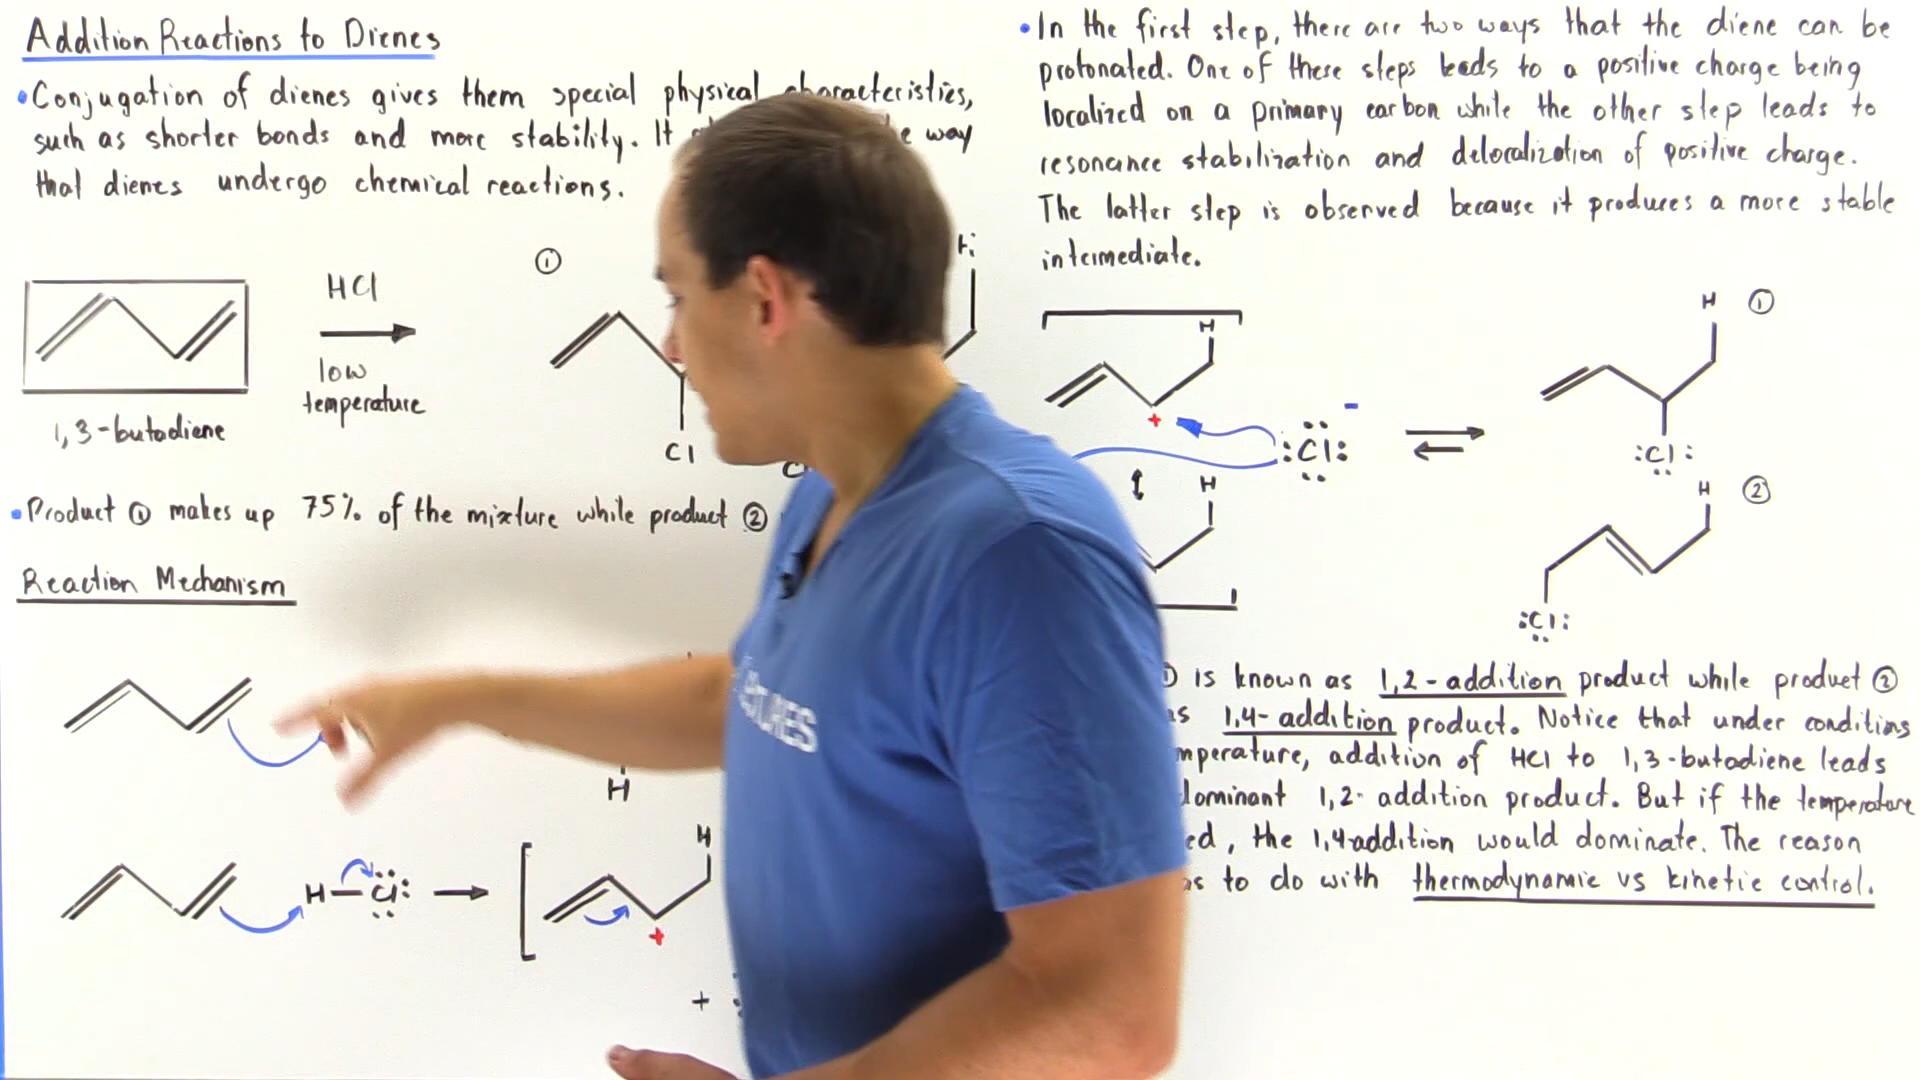 Addition Reactions to Dienes
• Conjugation of dienes gives them special physical characteristics,
such as shorter bonds and more stability. It way
that dienes undergo chemical reactions.
HCl
low
temperature
1,3-butadiene
①
Cl
H
• Product ① makes up 75% of the mixture while product ②
Reaction Mechanism
H
H
H-Cl
+
+
• In the first step, there are two ways that the diene can be
protonated. One of these steps leads to a positive charge being
localized on a primary carbon while the other step leads to
resonance stabilization and delocalization of positive charge.
The latter step is observed because it produces a more stable
intermediate.
H
+
Cl
-
H
H ①
Cl
H ②
Cl
is known as 1,2-addition product while product ②
1,4-addition product. Notice that under conditions
addition of HCl to 1,3-butadiene leads
1,2-addition product. But if the temperature
, the 1,4-addition would dominate. The reason
to do with thermodynamic vs kinetic control.